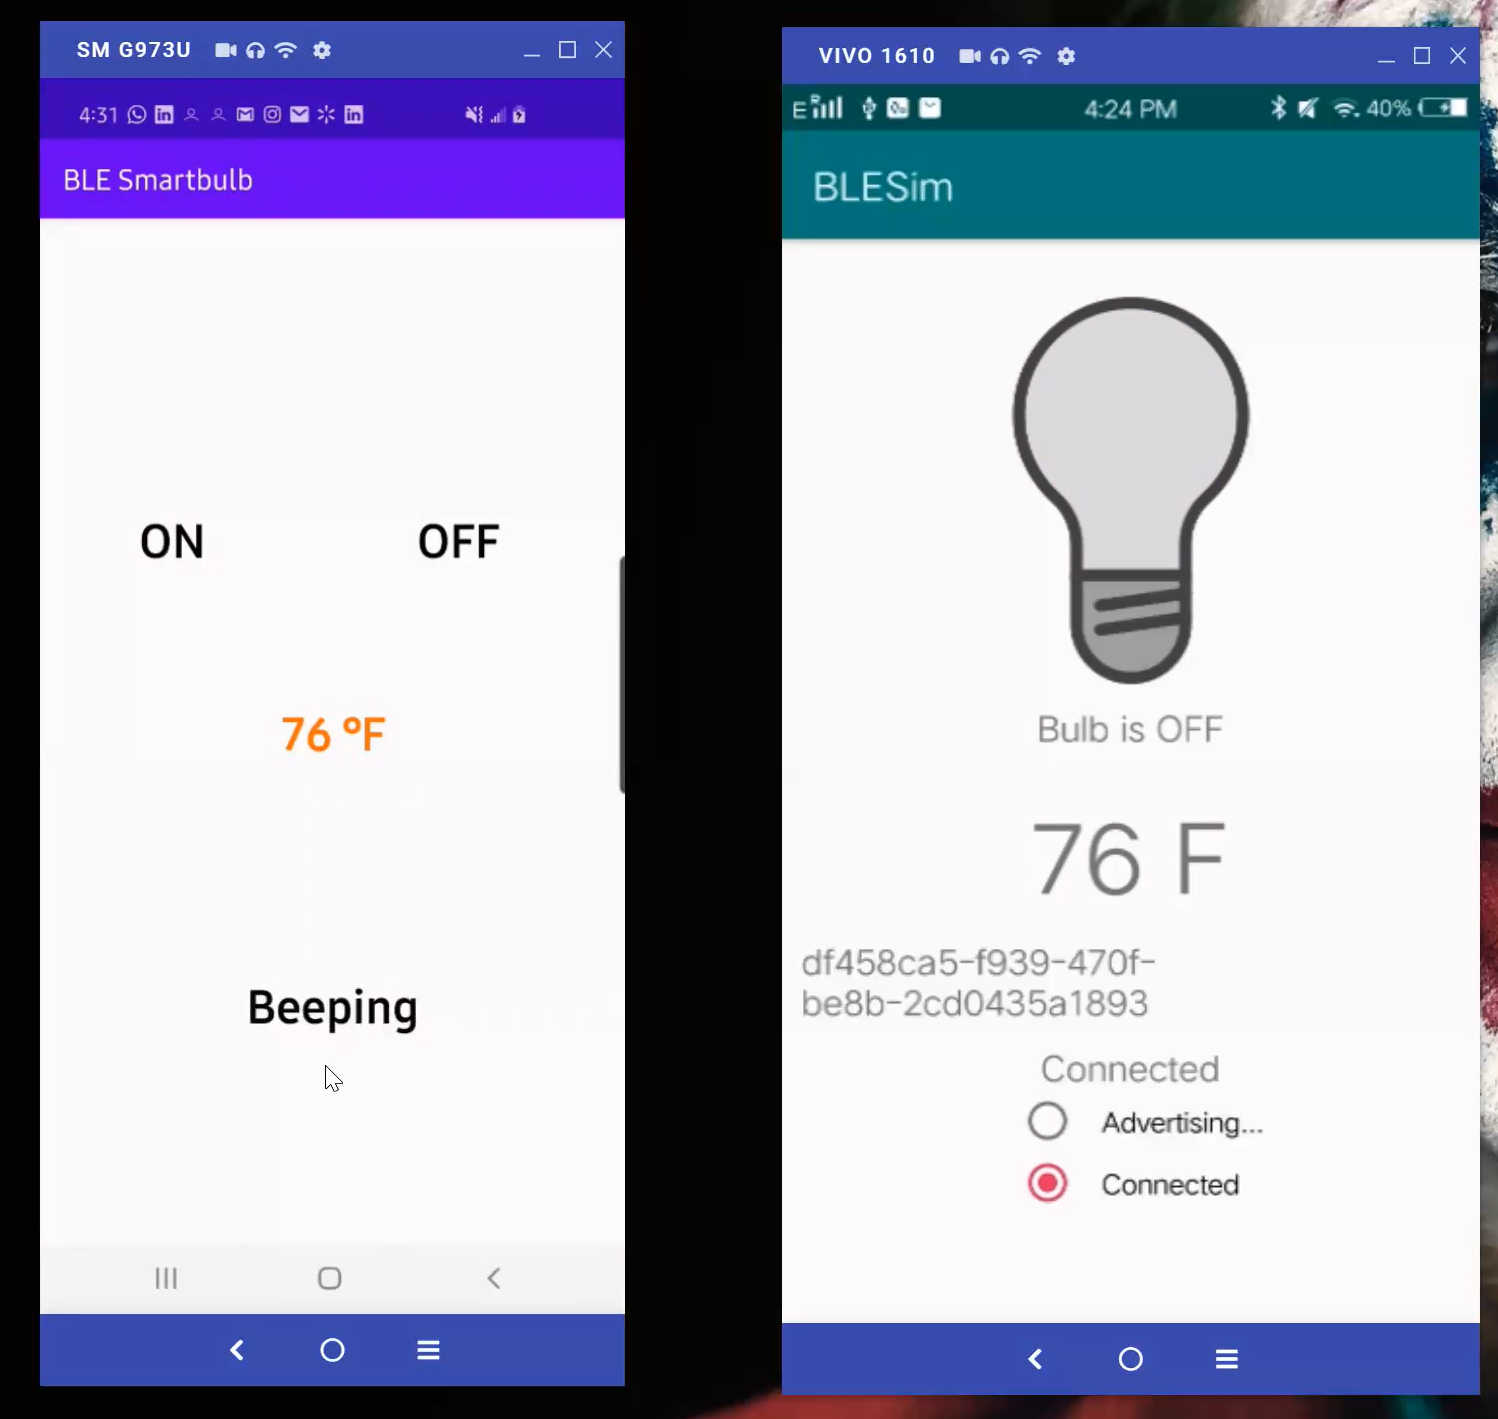 SM G973U
4:31
BLE Smartbulb
ON OFF
76 °F
Beeping
VIVO 1610
E R 4:24 PM 40%
BLESim
Bulb is OFF
76 F
df458ca5-f939-470f-
be8b-2cd0435a1893
Connected
Advertising...
Connected